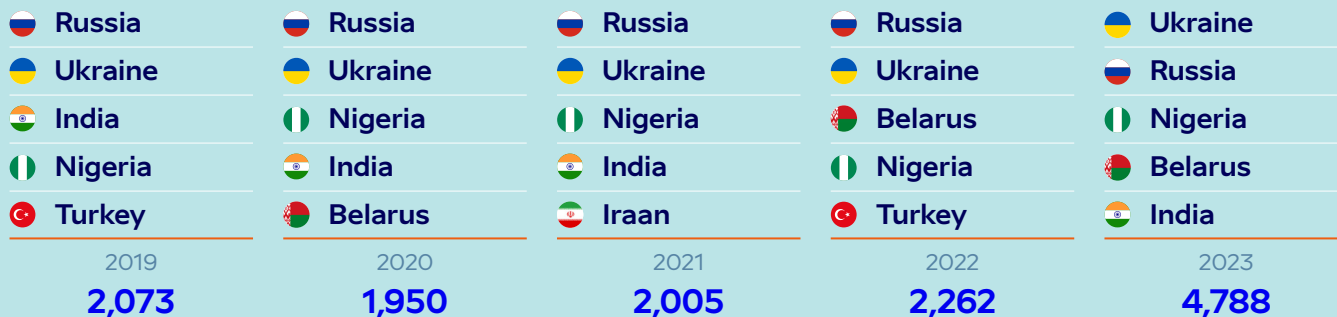 Russia
Ukraine
India
Nigeria
Turkey
2019
2,073
Russia
Ukraine
Nigeria
India
Belarus
2020
1,950
Russia
Ukraine
Nigeria
India
Iraan
2021
2,005
Russia
Ukraine
Belarus
Nigeria
Turkey
2022
2,262
Ukraine
Russia
Nigeria
Belarus
India
2023
4,788